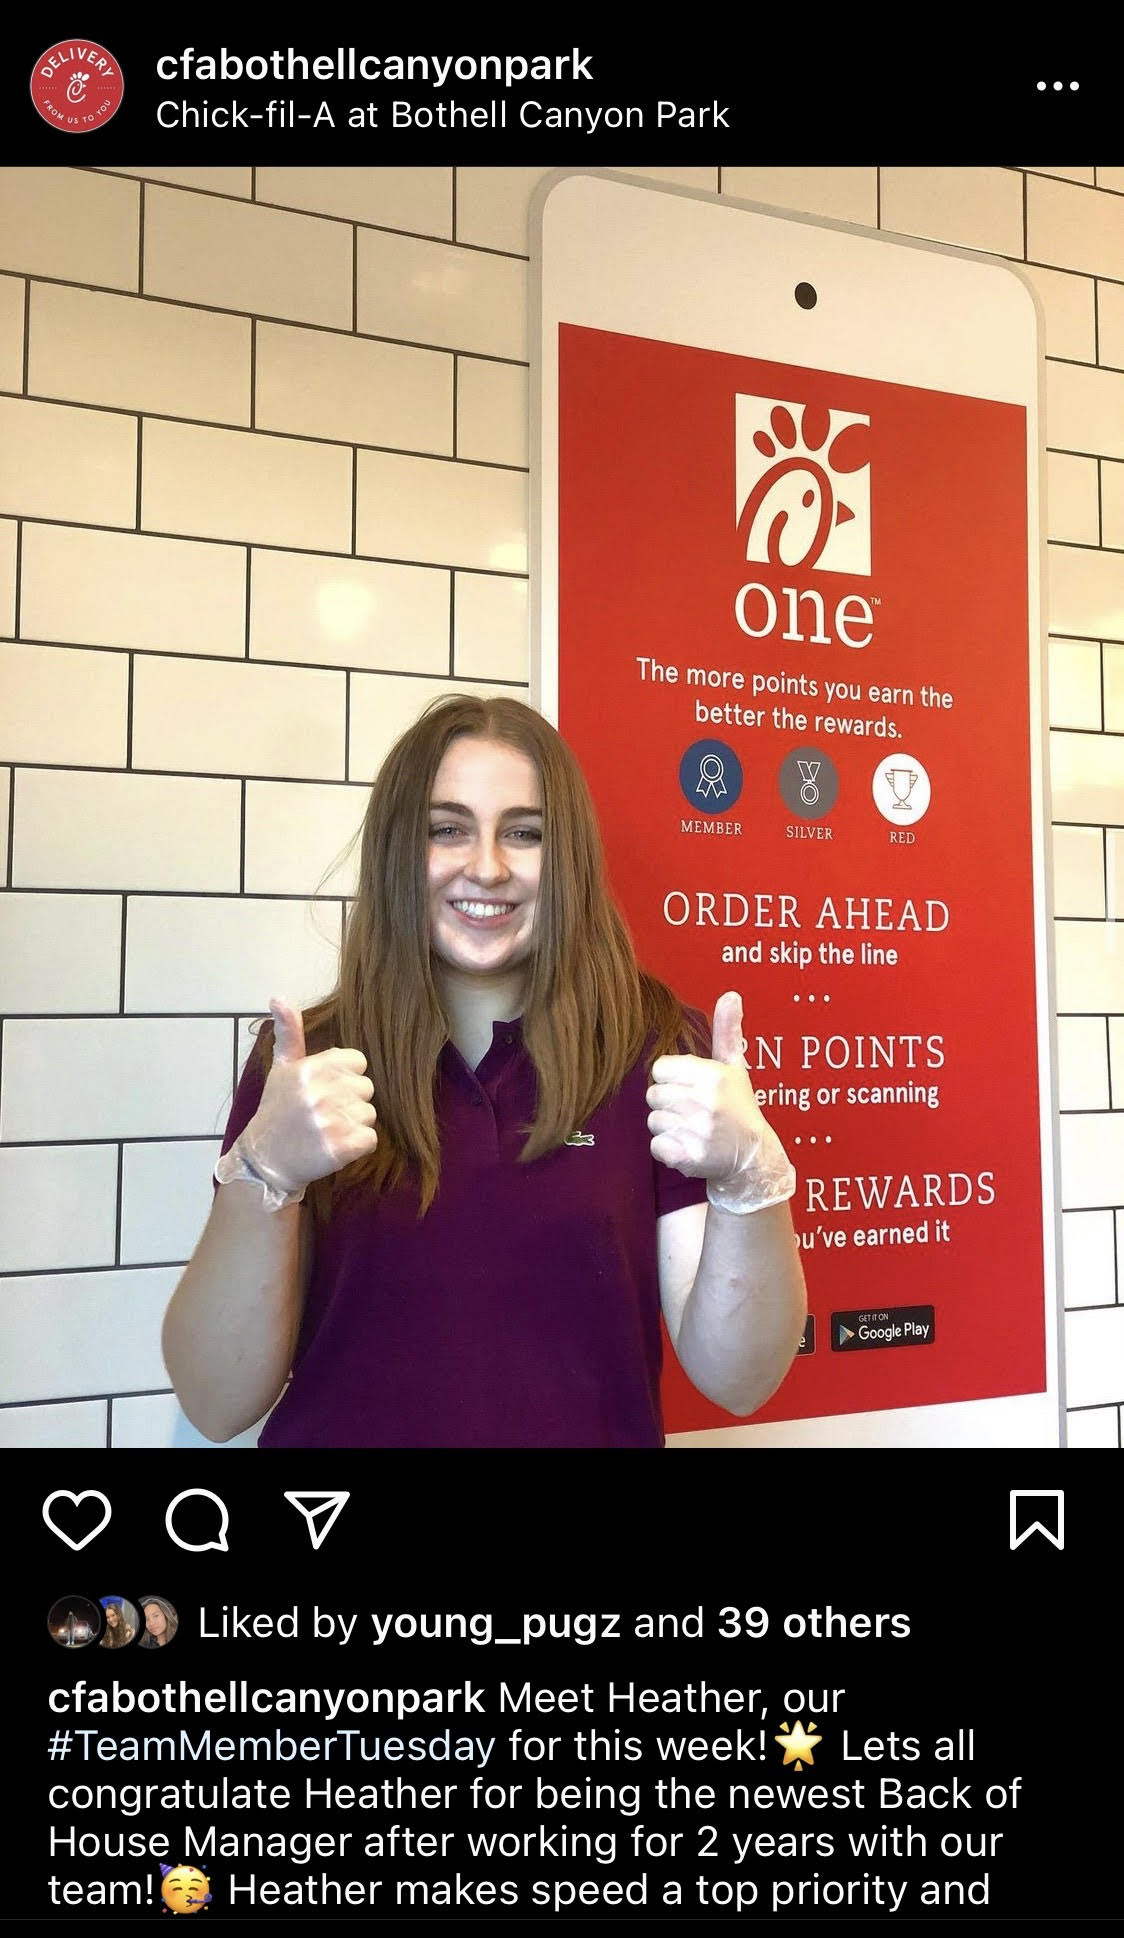 DELIVERY
FROM US TO YOU
cfabothellcanyonpark
Chick-fil-A at Bothell Canyon Park
one™
The more points you earn the
better the rewards.
MEMBER SILVER RED
ORDER AHEAD
and skip the line
RN POINTS
ering or scanning
REWARDS
ou've earned it
e
GET IT ON
Google Play
Liked by young_pugz and 39 others
cfabothellcanyonpark Meet Heather, our
#TeamMemberTuesday for this week!🌟 Lets all
congratulate Heather for being the newest Back of
House Manager after working for 2 years with our
team!🥳 Heather makes speed a top priority and